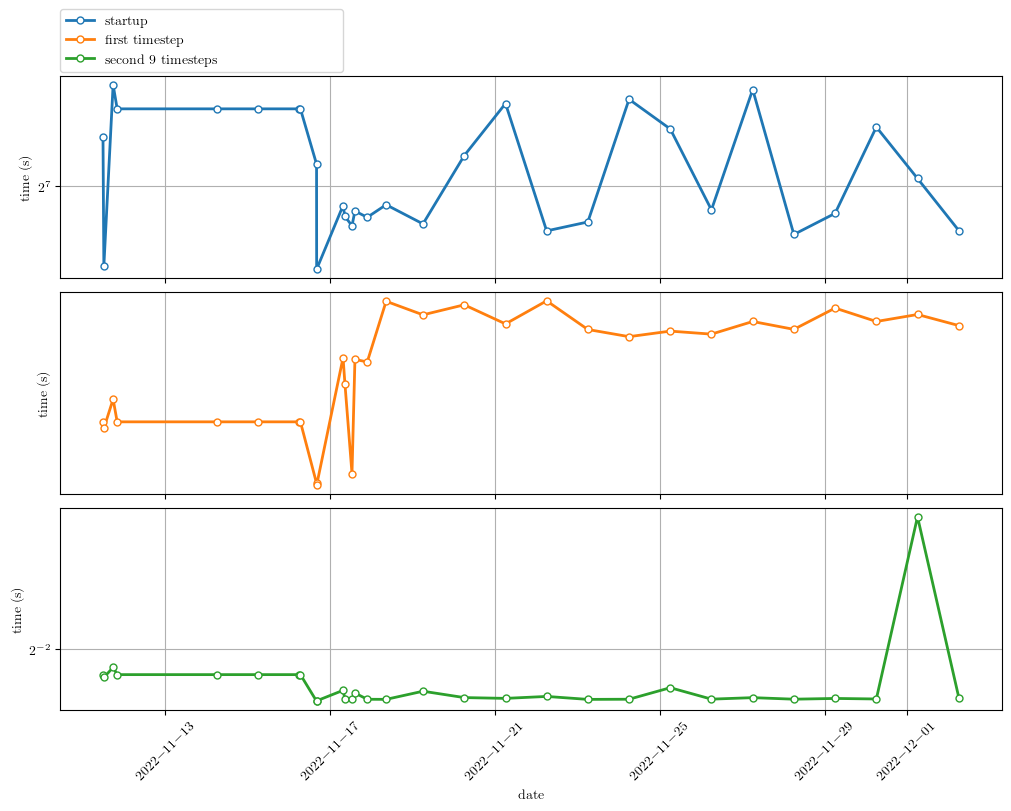 startup
first timestep
second 9 timesteps
time (s)
2⁷
time (s)
time (s)
2⁻²
2022−11−13
2022−11−17
2022−11−21
2022−11−25
2022−11−29
2022−12−01
date